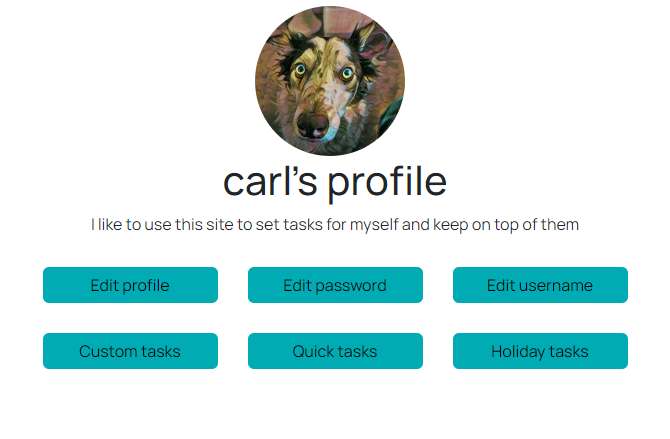 carl's profile
I like to use this site to set tasks for myself and keep on top of them
Edit profile
Edit password
Edit username
Custom tasks
Quick tasks
Holiday tasks